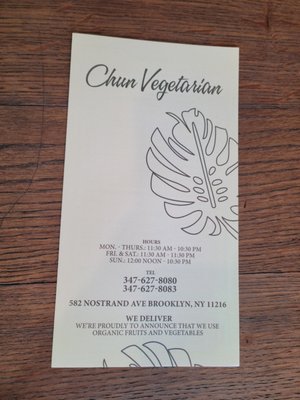 Chun Vegetarian
HOURS
MON. - THURS.: 11:30 AM - 10:30 PM
FRI. & SAT.: 11:30 AM - 11:30 PM
SUN.: 12:00 NOON - 10:30 PM
TEL
347-627-8080
347-627-8083
582 NOSTRAND AVE BROOKLYN, NY 11216
WE DELIVER
WE'RE PROUDLY TO ANNOUNCE THAT WE USE
ORGANIC FRUITS AND VEGETABLES